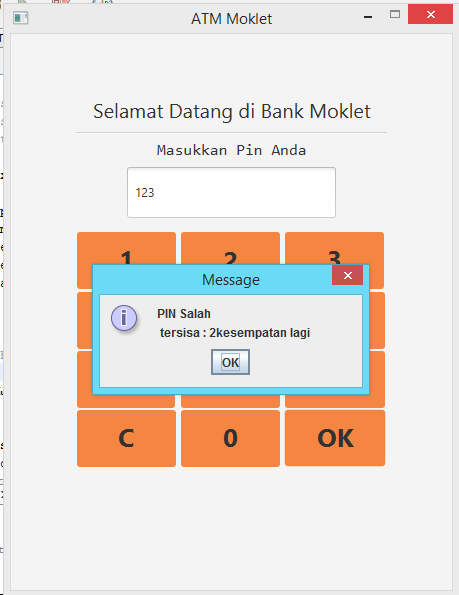 ATM Moklet
Selamat Datang di Bank Moklet
Masukkan Pin Anda
123
1 2 3
Message
PIN Salah
tersisa : 2kesempatan lagi
OK
C 0 OK